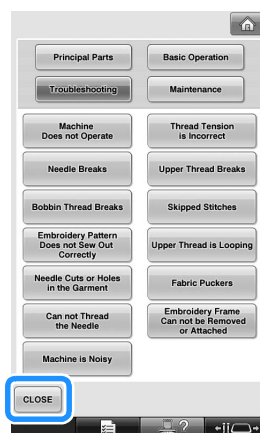 Principal Parts
Basic Operation
Troubleshooting
Maintenance
Machine
Does not Operate
Thread Tension
is Incorrect
Needle Breaks
Upper Thread Breaks
Bobbin Thread Breaks
Skipped Stitches
Embroidery Pattern
Does not Sew Out
Correctly
Upper Thread is Looping
Needle Cuts or Holes
in the Garment
Fabric Puckers
Can not Thread
the Needle
Embroidery Frame
Can not be Removed
or Attached
Machine is Noisy
CLOSE
?